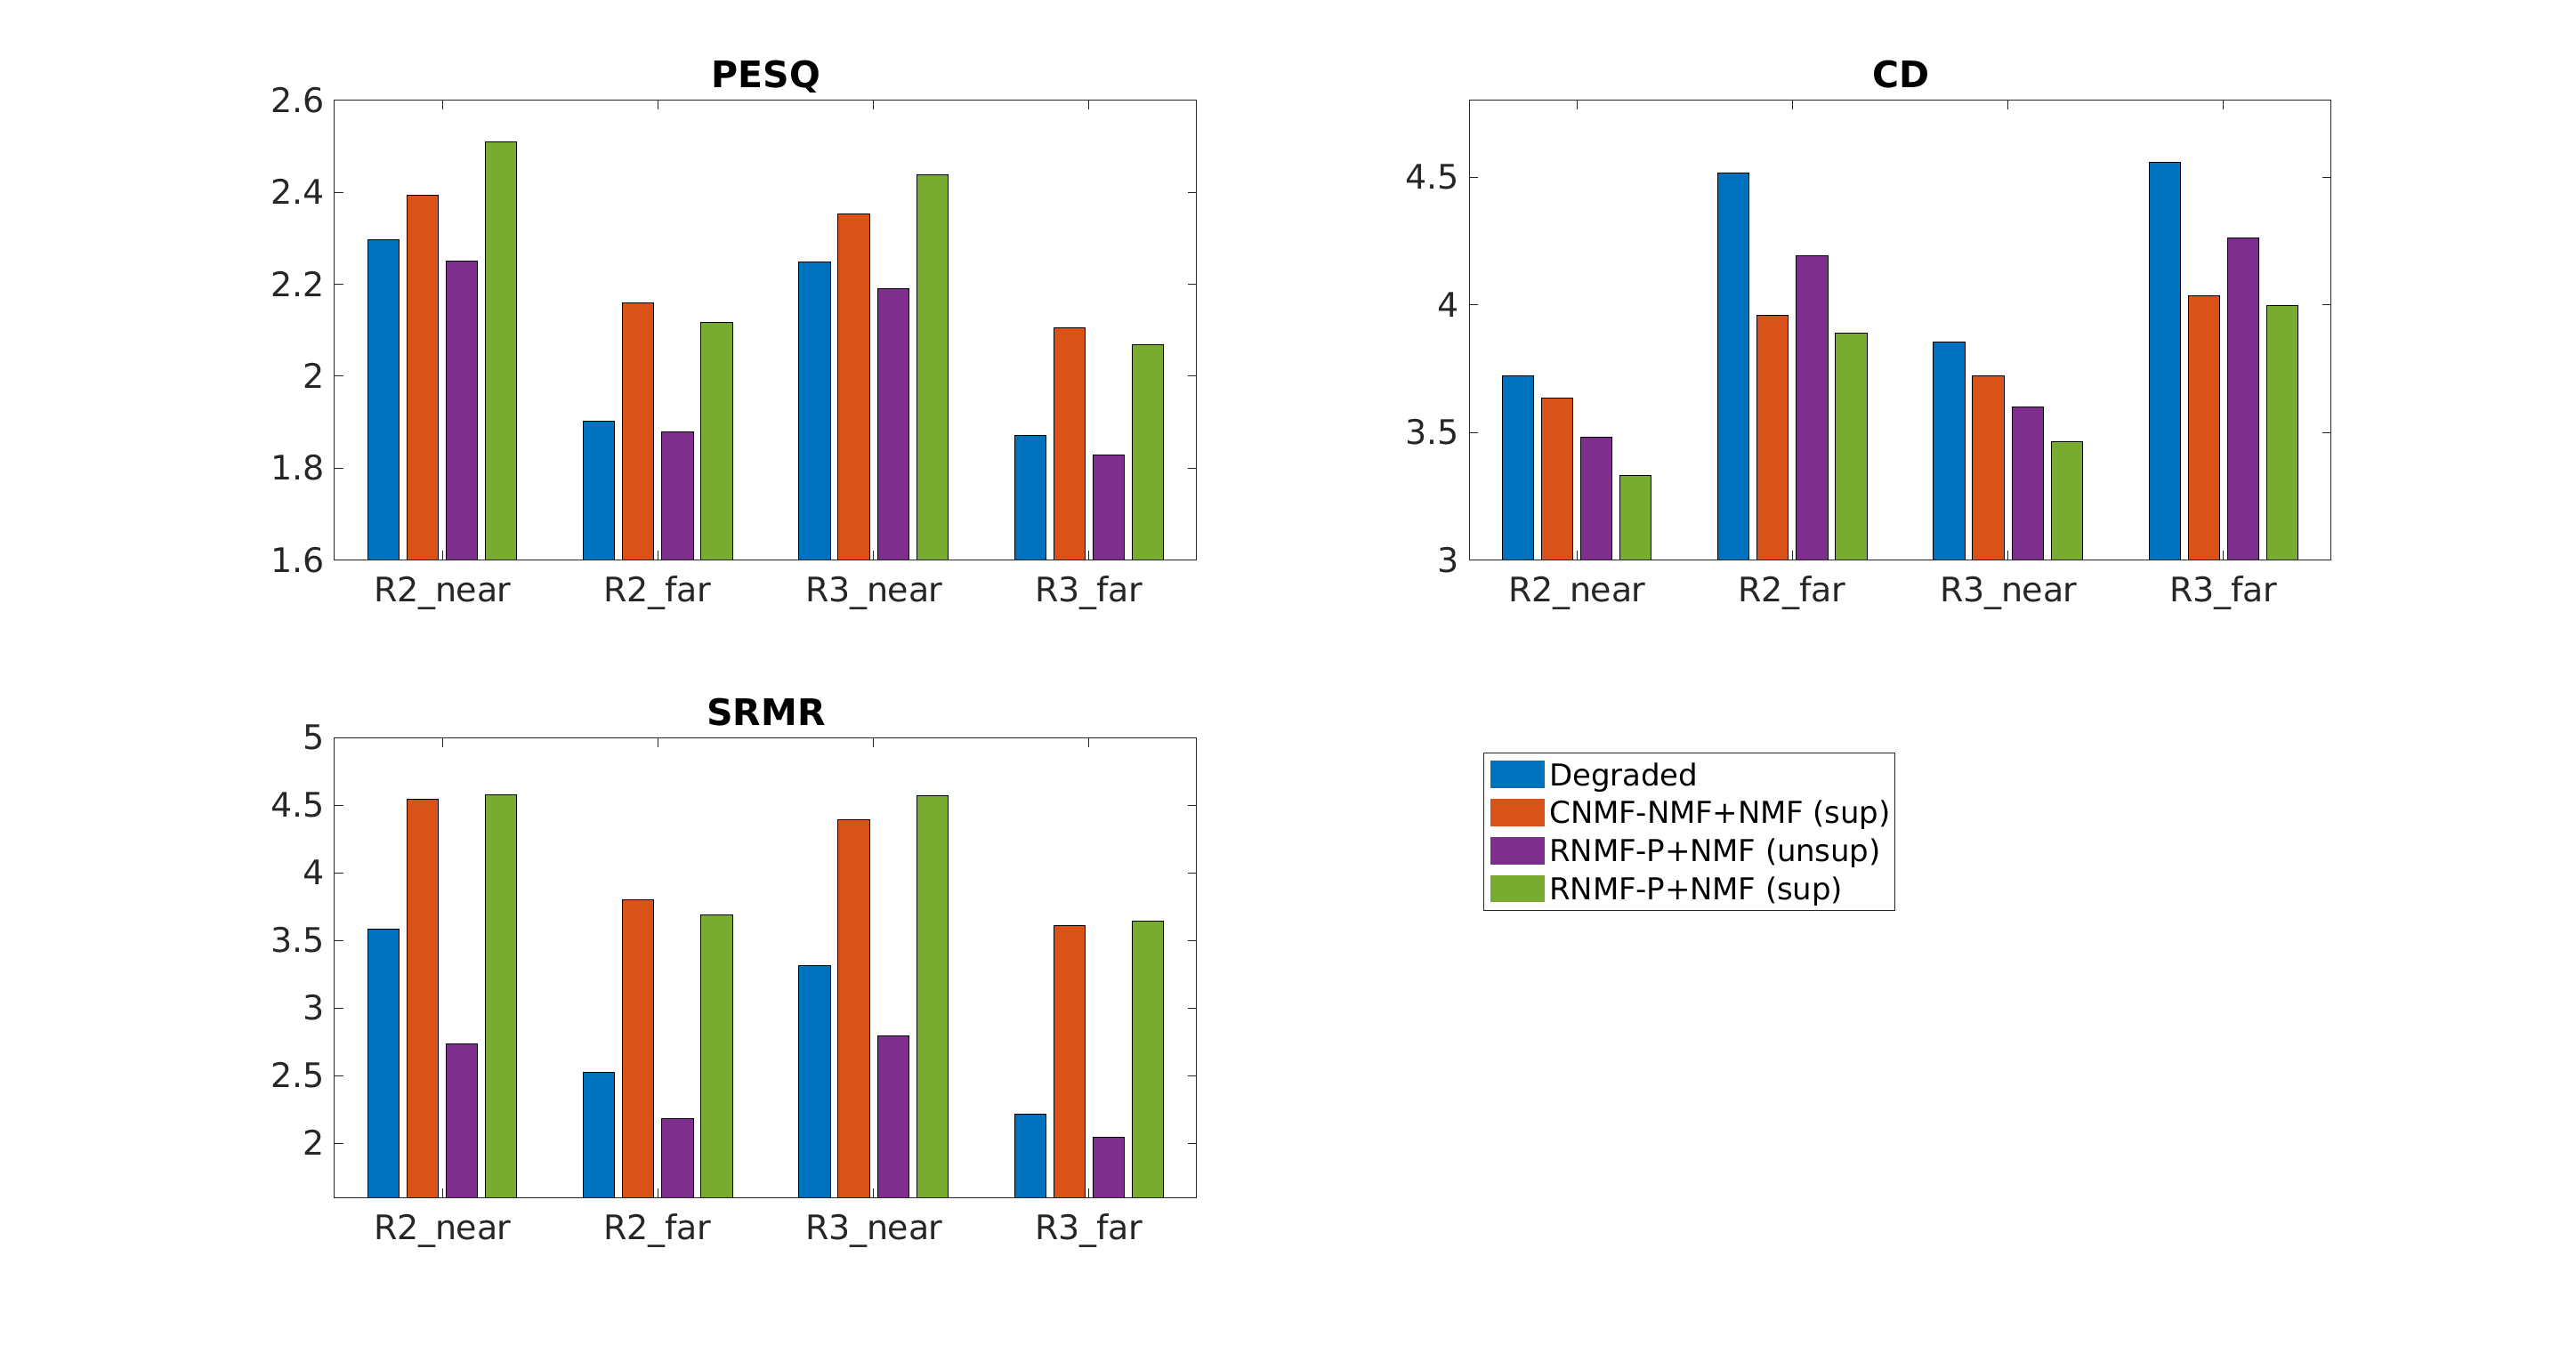 PESQ
2.6
2.4
2.2
2
1.8
1.6
R2_near R2_far R3_near R3_far
CD
4.5
4
3.5
3
R2_near R2_far R3_near R3_far
SRMR
5
4.5
4
3.5
3
2.5
2
R2_near R2_far R3_near R3_far
Degraded
CNMF-NMF+NMF (sup)
RNMF-P+NMF (unsup)
RNMF-P+NMF (sup)